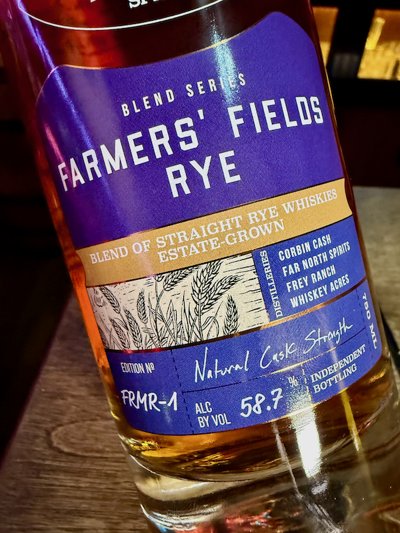 BLEND SERIES
FARMERS' FIELDS
RYE
BLEND OF STRAIGHT RYE WHISKIES
ESTATE-GROWN
DISTILLERIES
CORBIN CASH
FAR NORTH SPIRITS
FREY RANCH
WHISKEY ACRES
EDITION Nº
FRMR-1
Natural Cask Strength
ALC
BY VOL
58.7 %
INDEPENDENT
BOTTLING
750 ML